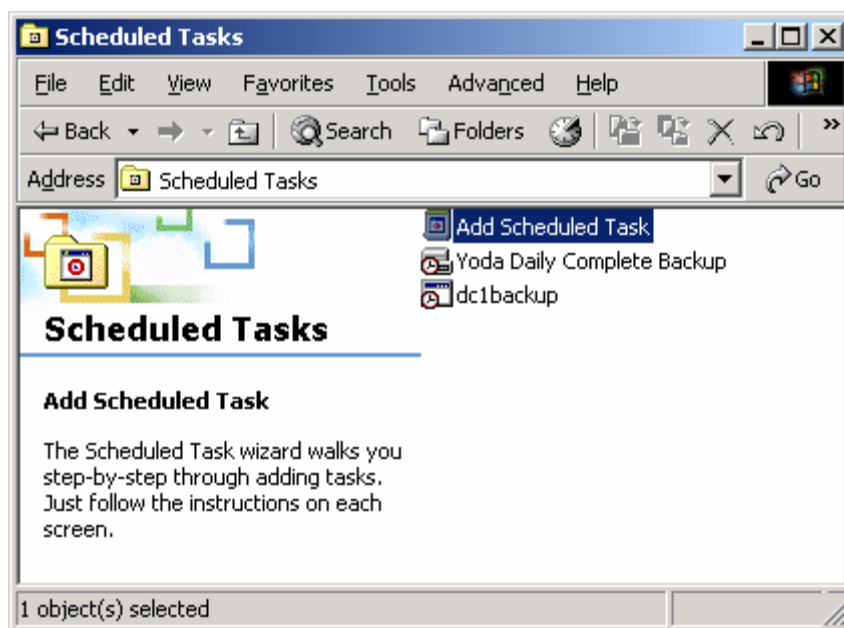 Scheduled Tasks
File Edit View Favorites Tools Advanced Help
Back Search Folders »
Address Scheduled Tasks Go
Add Scheduled Task
Yoda Daily Complete Backup
dc1backup
Scheduled Tasks
Add Scheduled Task
The Scheduled Task wizard walks you
step-by-step through adding tasks.
Just follow the instructions on each
screen.
1 object(s) selected